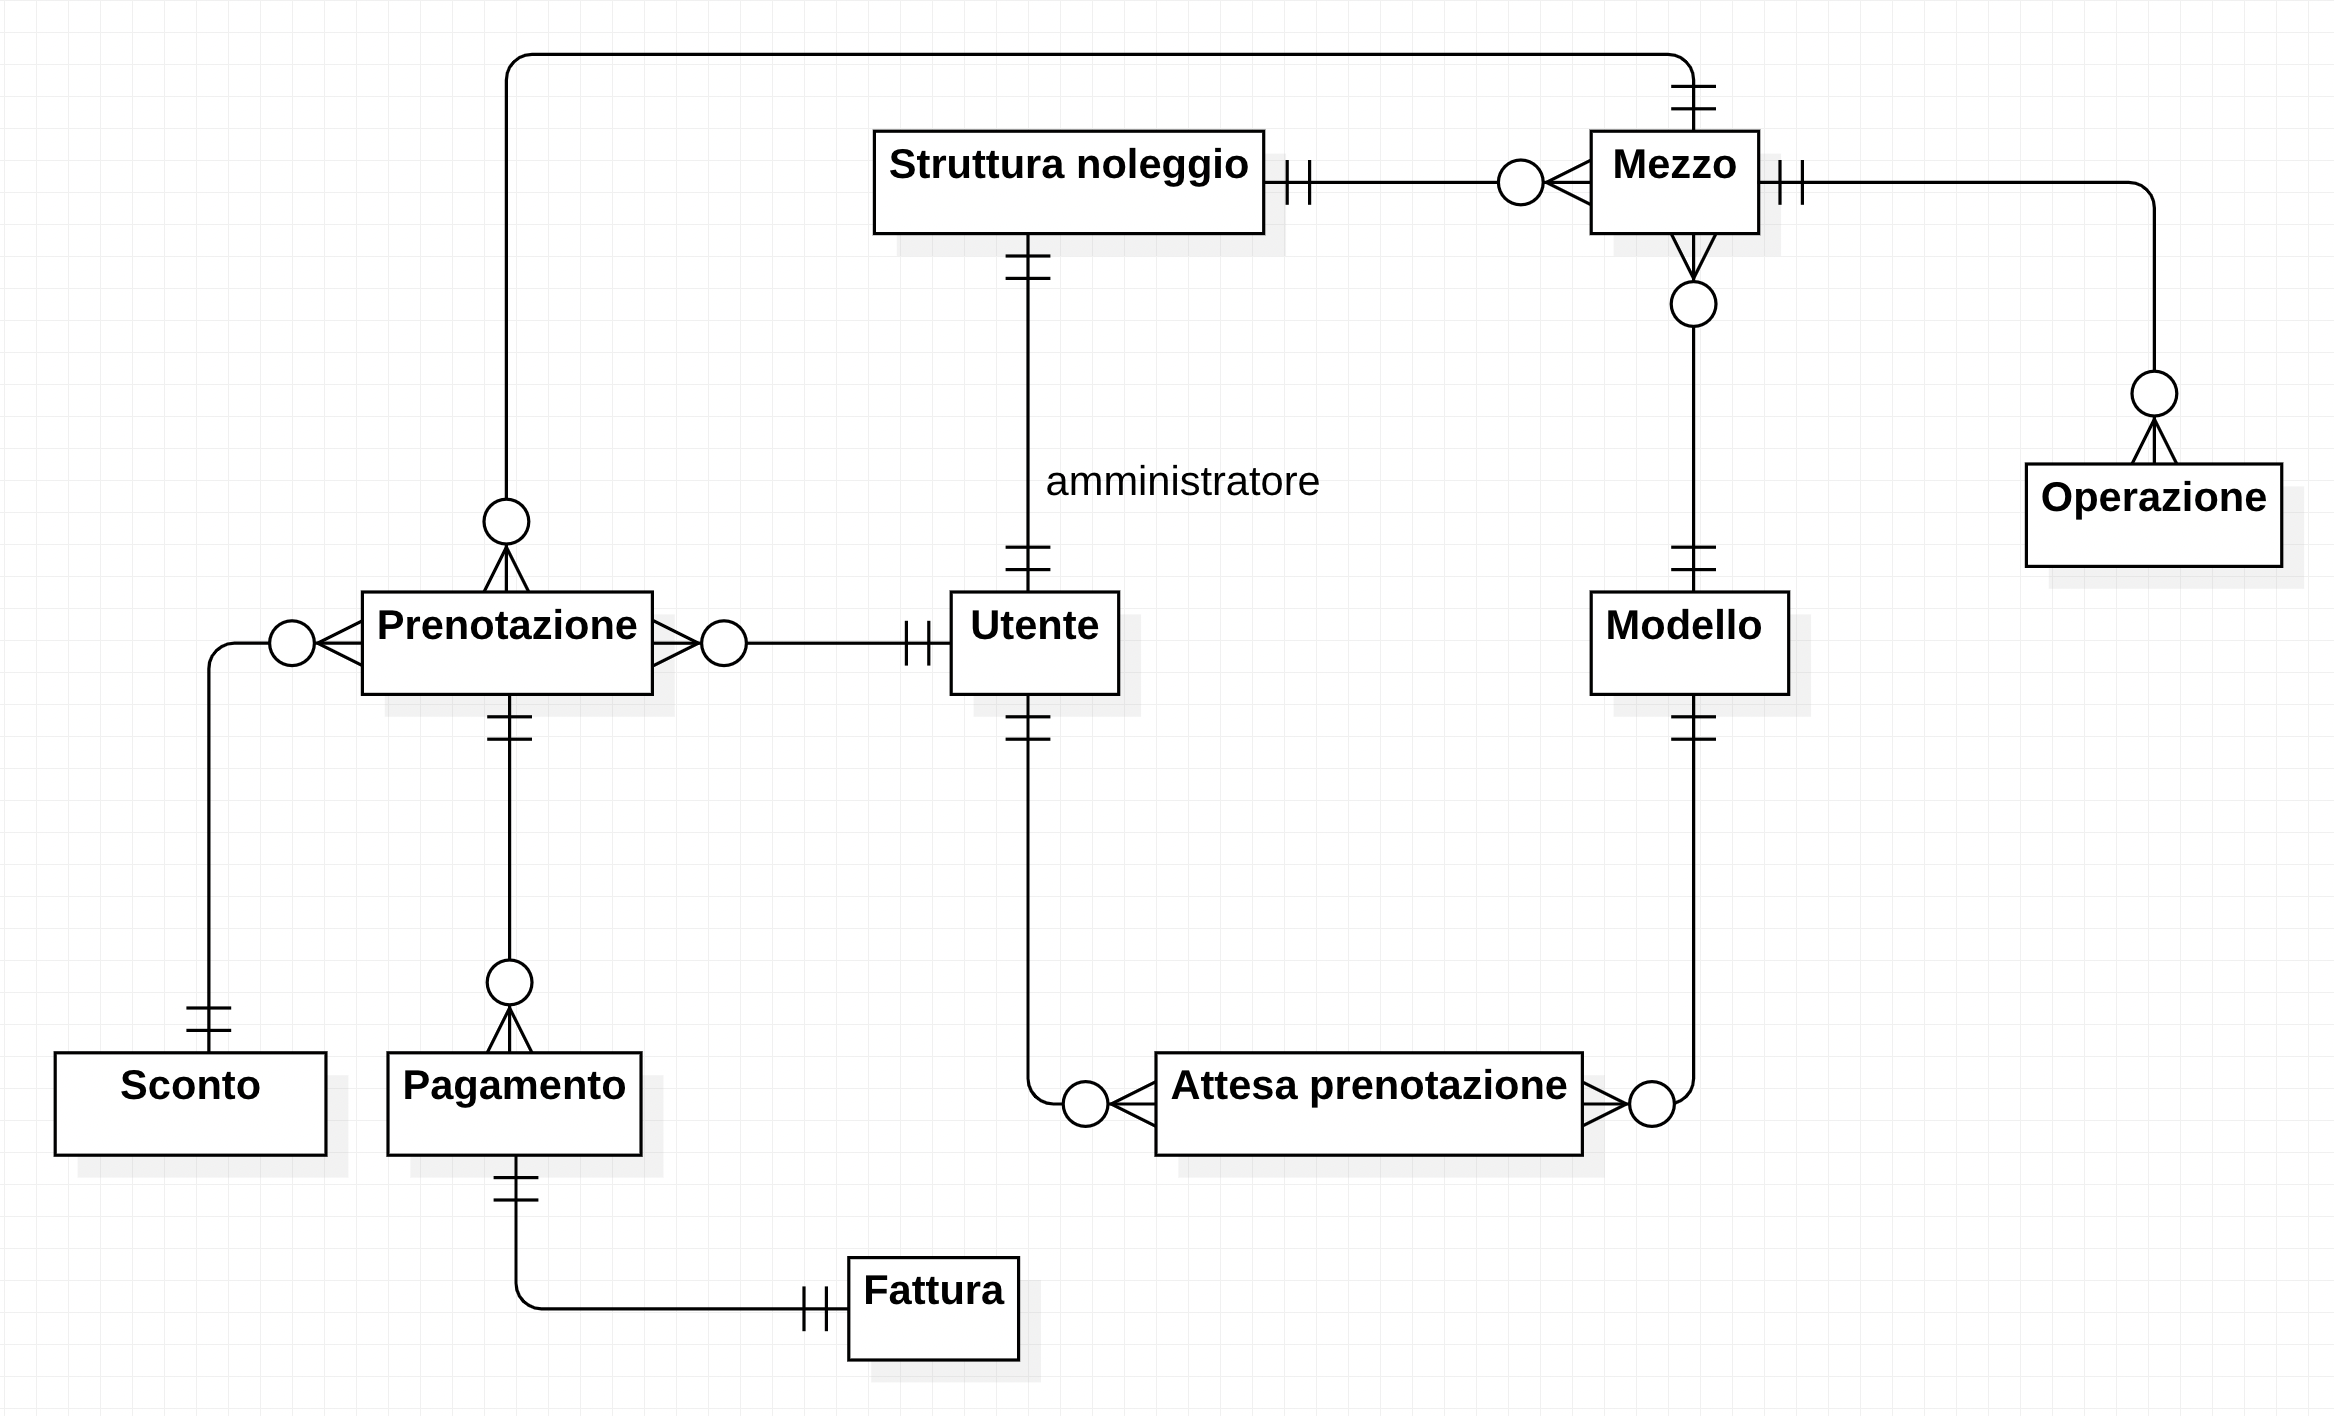 Struttura noleggio
Mezzo
amministratore
Operazione
Prenotazione
Utente
Modello
Sconto
Pagamento
Attesa prenotazione
Fattura